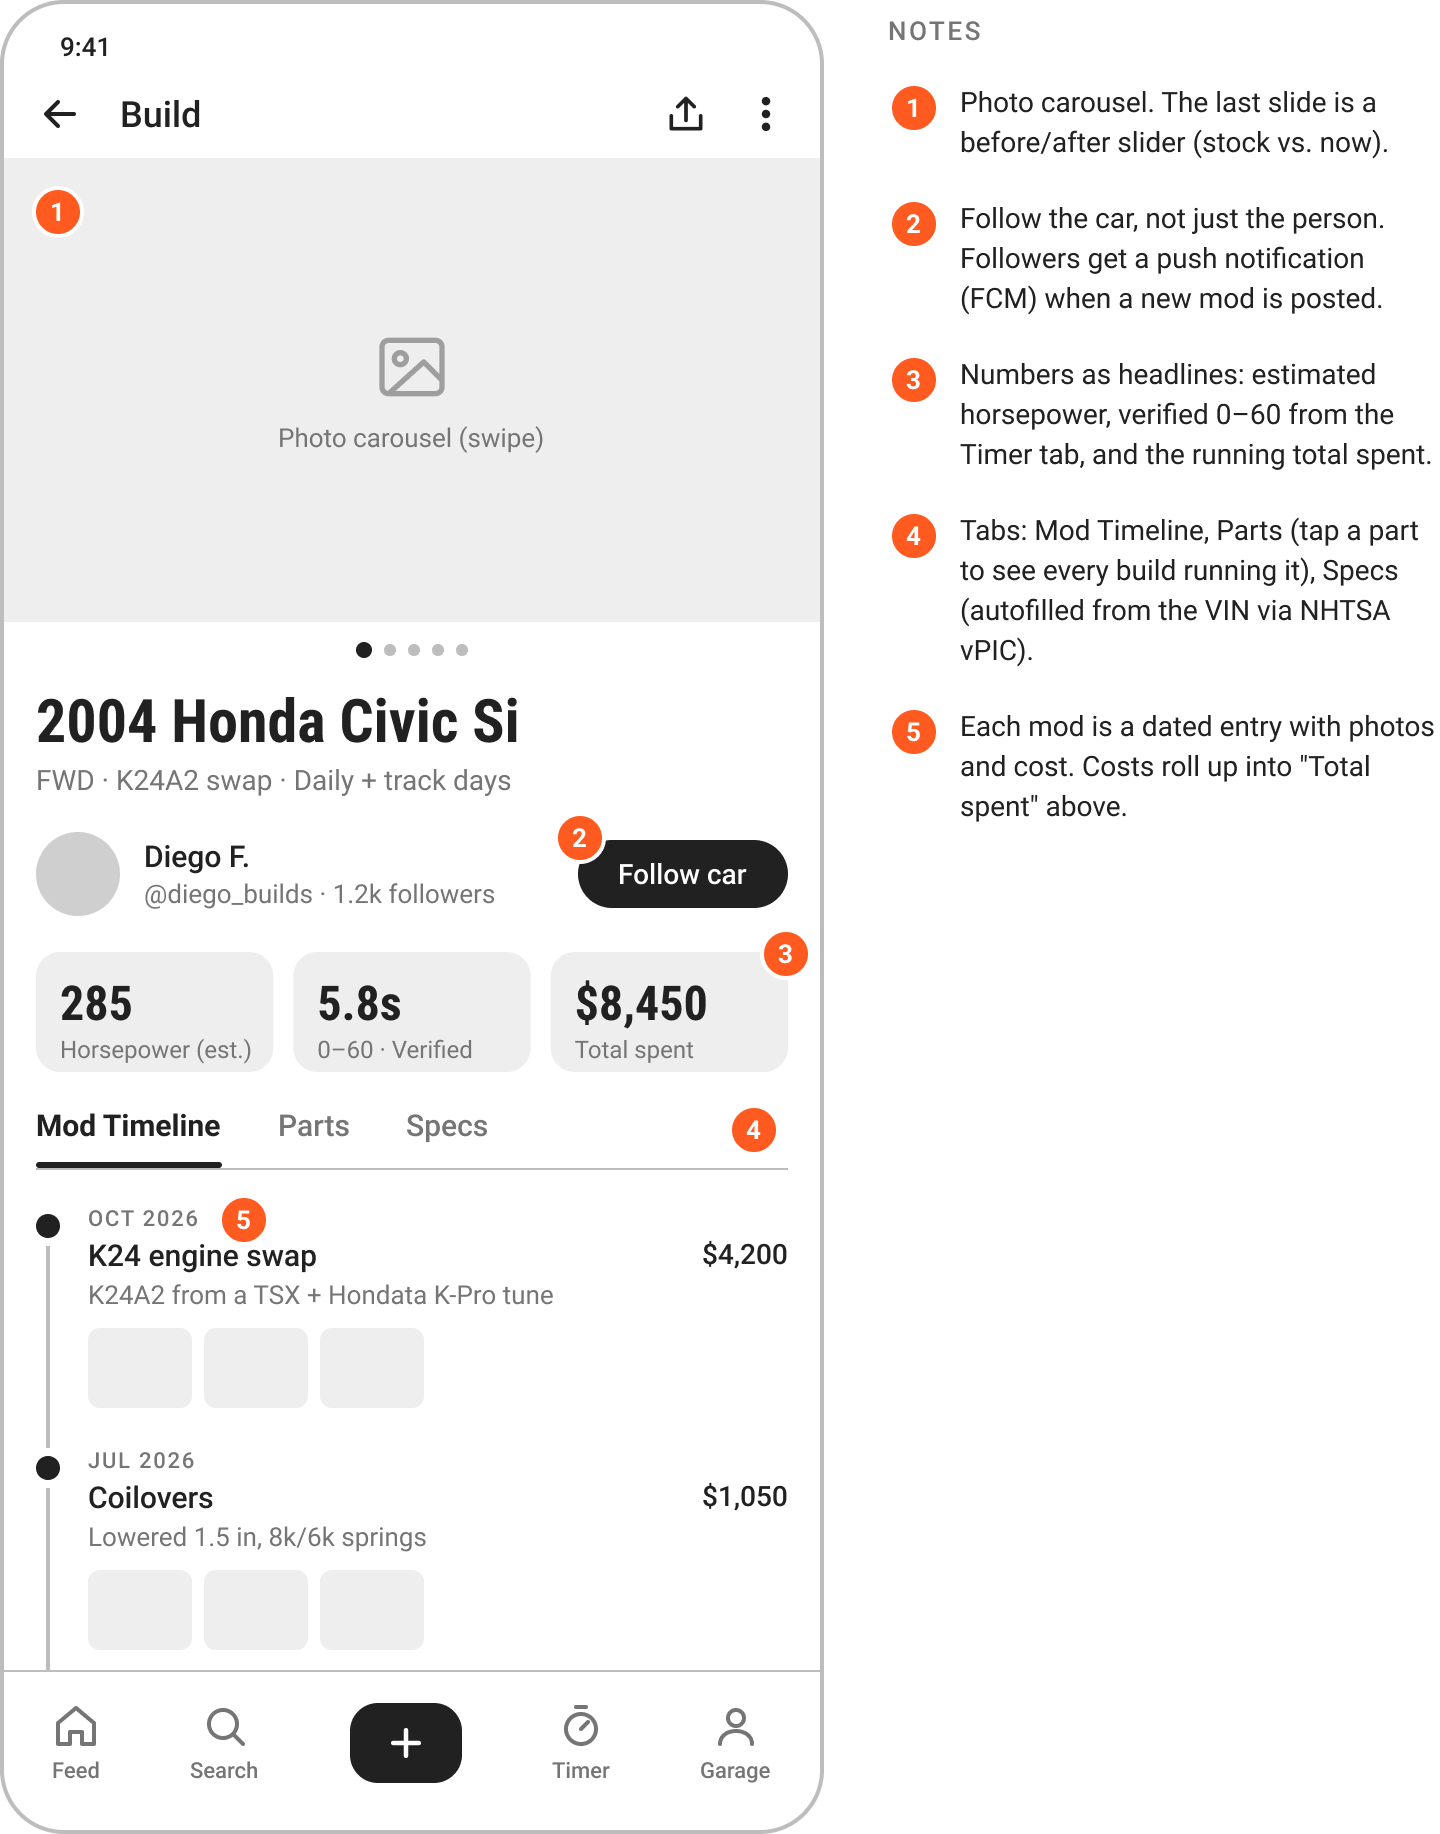 9:41
Build
1
Photo carousel (swipe)
2004 Honda Civic Si
FWD · K24A2 swap · Daily + track days
Diego F.
@diego_builds · 1.2k followers
2
Follow car
3
285
Horsepower (est.)
5.8s
0–60 · Verified
$8,450
Total spent
Mod Timeline
Parts
Specs
4
OCT 2026
5
K24 engine swap
$4,200
K24A2 from a TSX + Hondata K-Pro tune
JUL 2026
Coilovers
$1,050
Lowered 1.5 in, 8k/6k springs
Feed
Search
Timer
Garage
NOTES
1
Photo carousel. The last slide is a
before/after slider (stock vs. now).
2
Follow the car, not just the person.
Followers get a push notification
(FCM) when a new mod is posted.
3
Numbers as headlines: estimated
horsepower, verified 0–60 from the
Timer tab, and the running total spent.
4
Tabs: Mod Timeline, Parts (tap a part
to see every build running it), Specs
(autofilled from the VIN via NHTSA
vPIC).
5
Each mod is a dated entry with photos
and cost. Costs roll up into "Total
spent" above.